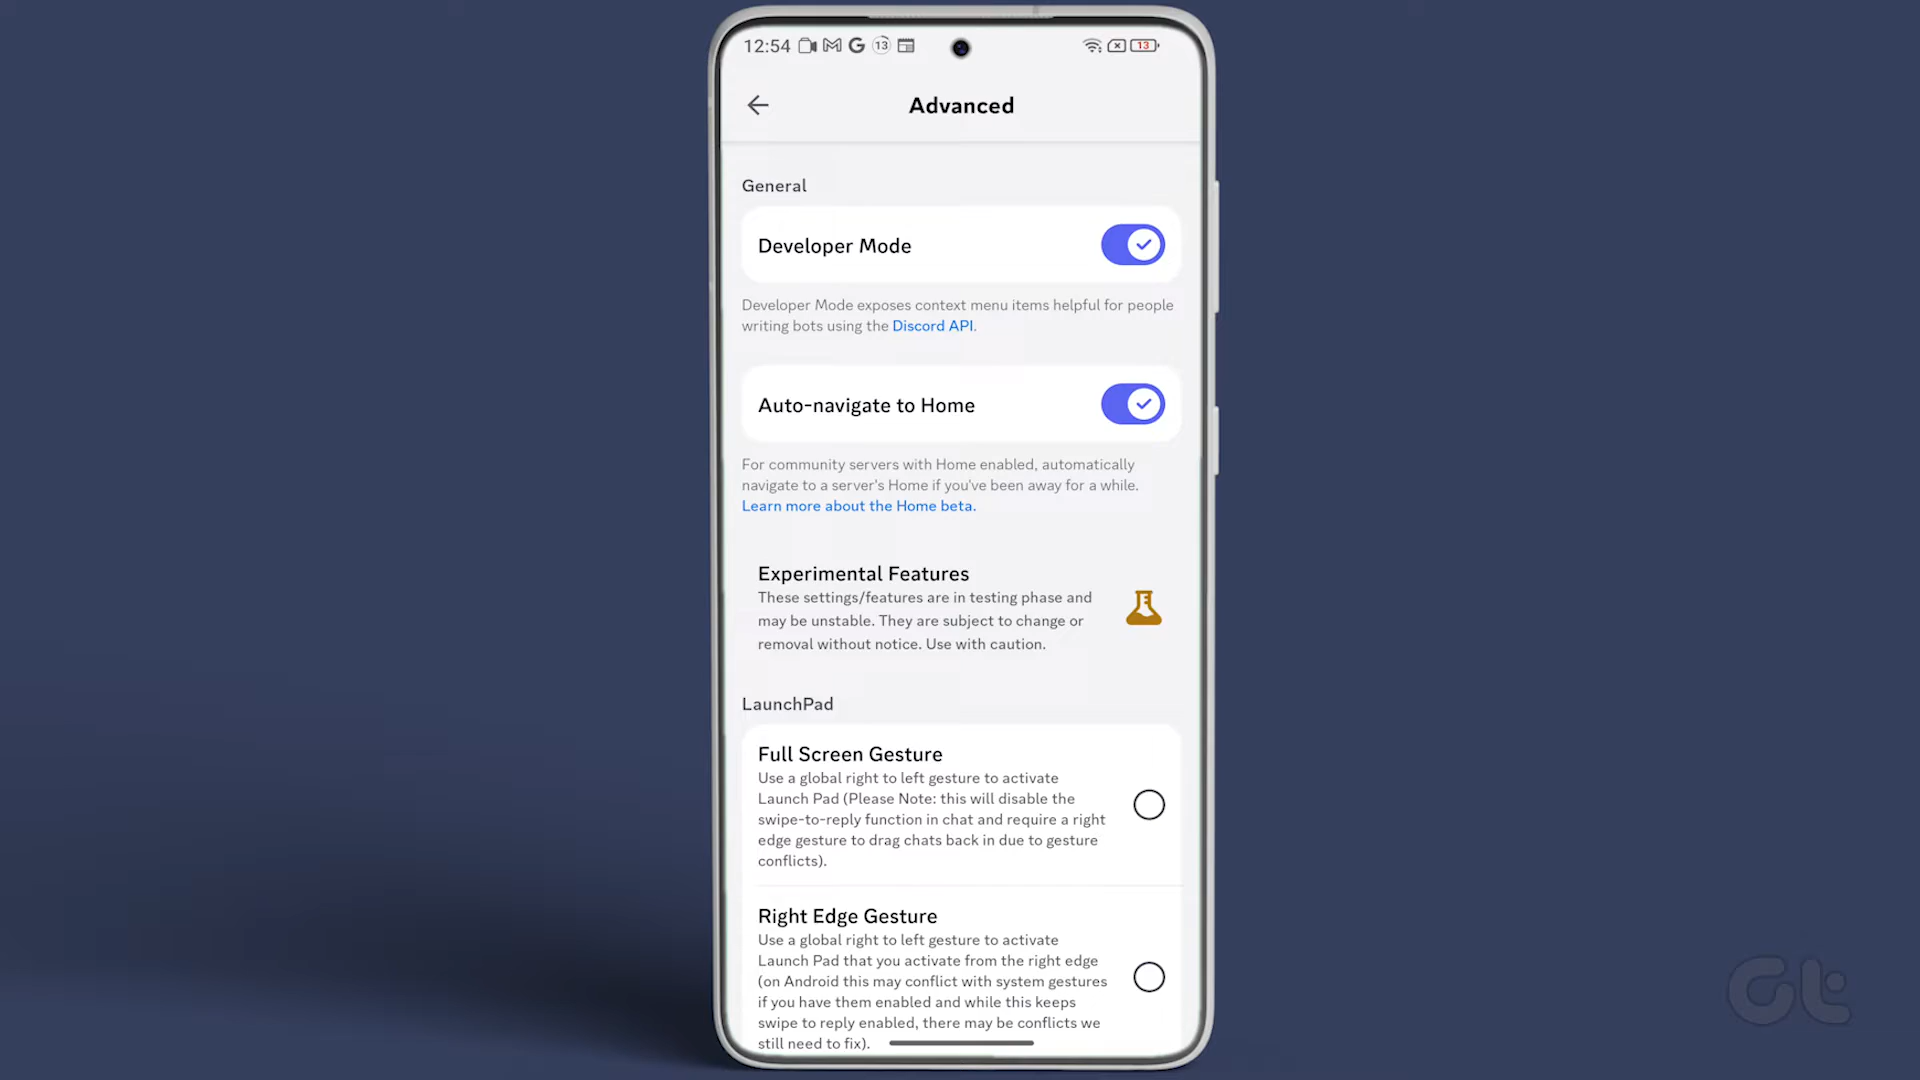 12:54 13 13
Advanced
General
Developer Mode
Developer Mode exposes context menu items helpful for people
writing bots using the Discord API.
Auto-navigate to Home
For community servers with Home enabled, automatically
navigate to a server's Home if you've been away for a while.
Learn more about the Home beta.
Experimental Features
These settings/features are in testing phase and
may be unstable. They are subject to change or
removal without notice. Use with caution.
LaunchPad
Full Screen Gesture
Use a global right to left gesture to activate
Launch Pad (Please Note: this will disable the
swipe-to-reply function in chat and require a right
edge gesture to drag chats back in due to gesture
conflicts).
Right Edge Gesture
Use a global right to left gesture to activate
Launch Pad that you activate from the right edge
(on Android this may conflict with system gestures
if you have them enabled and while this keeps
swipe to reply enabled, there may be conflicts we
still need to fix).
Gt